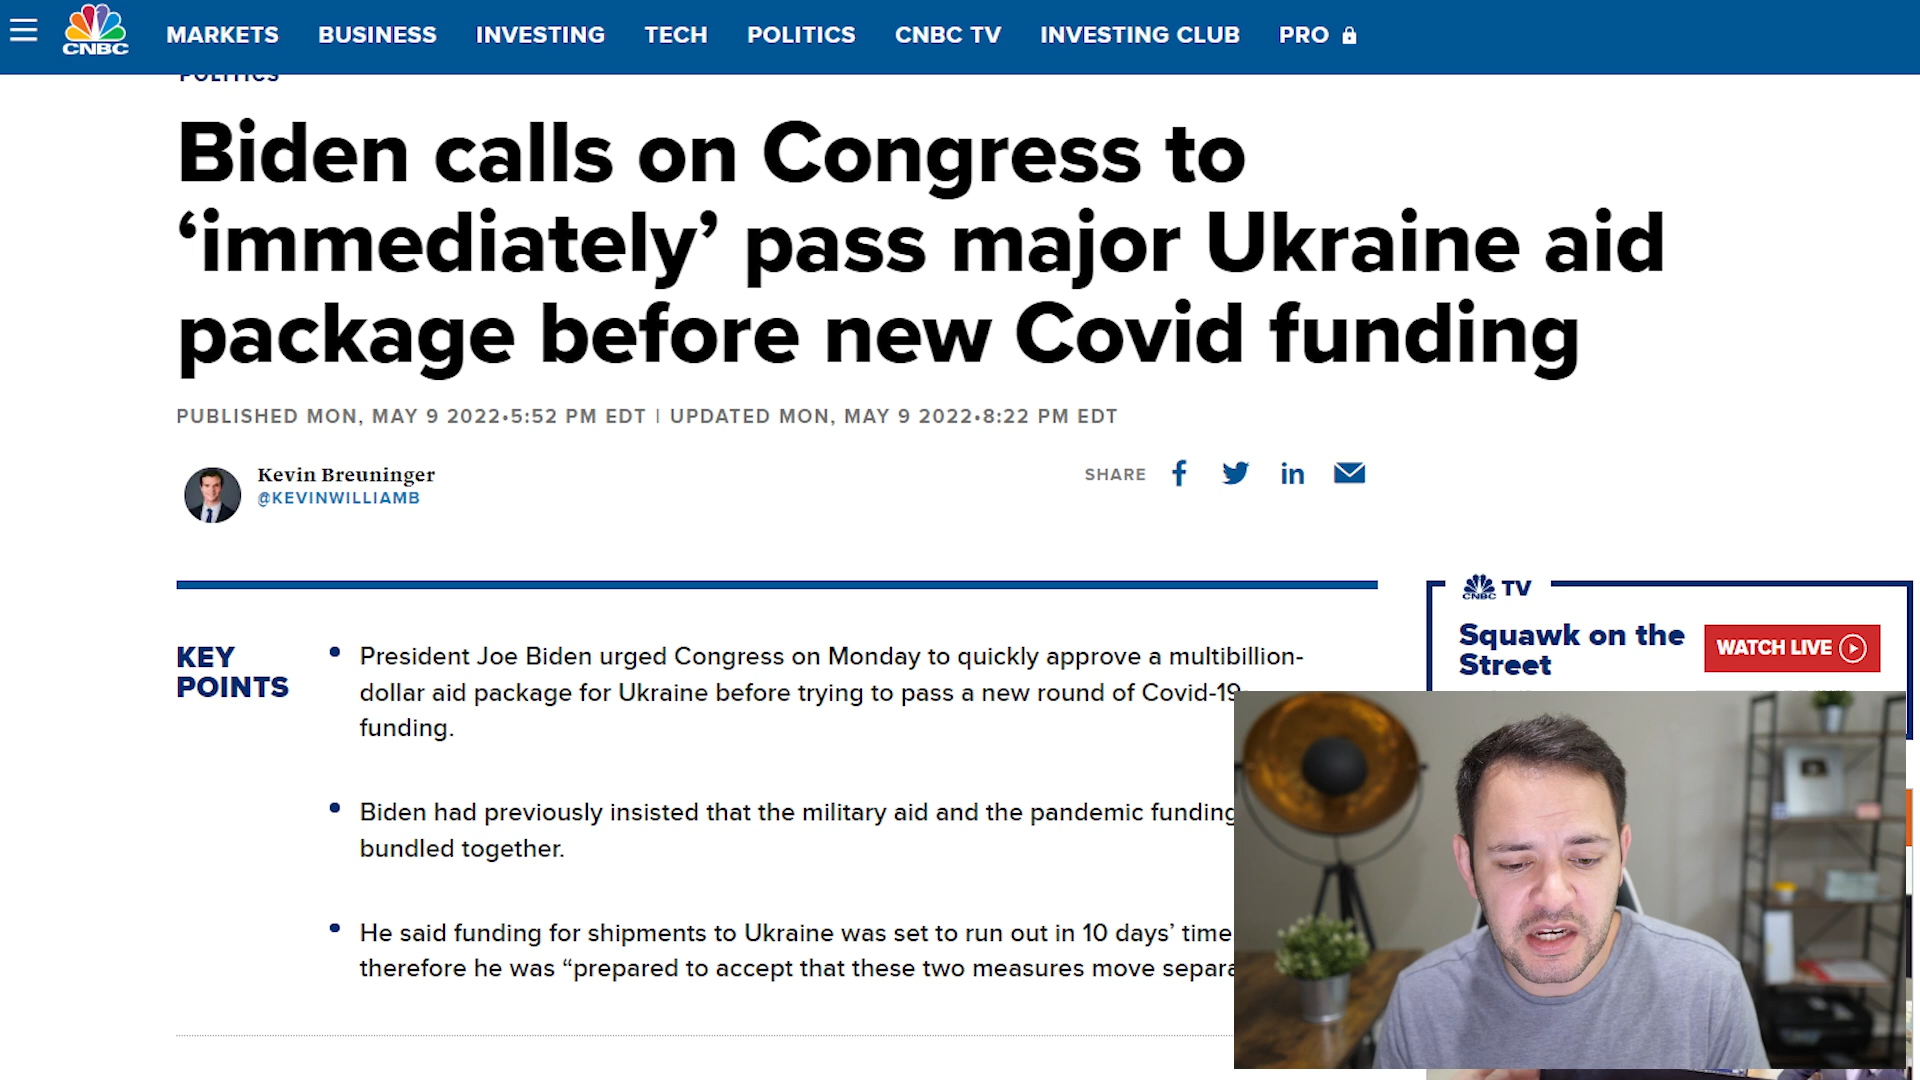 CNBC
MARKETS BUSINESS INVESTING TECH POLITICS CNBC TV INVESTING CLUB PRO
POLITICS
Biden calls on Congress to
‘immediately’ pass major Ukraine aid
package before new Covid funding
PUBLISHED MON, MAY 9 2022•5:52 PM EDT | UPDATED MON, MAY 9 2022•8:22 PM EDT
Kevin Breuninger
@KEVINWILLIAMB
SHARE
KEY
POINTS
• President Joe Biden urged Congress on Monday to quickly approve a multibillion-
dollar aid package for Ukraine before trying to pass a new round of Covid-19
funding.
• Biden had previously insisted that the military aid and the pandemic funding
bundled together.
• He said funding for shipments to Ukraine was set to run out in 10 days’ time
therefore he was “prepared to accept that these two measures move separa
CNBC TV
Squawk on the
Street
WATCH LIVE